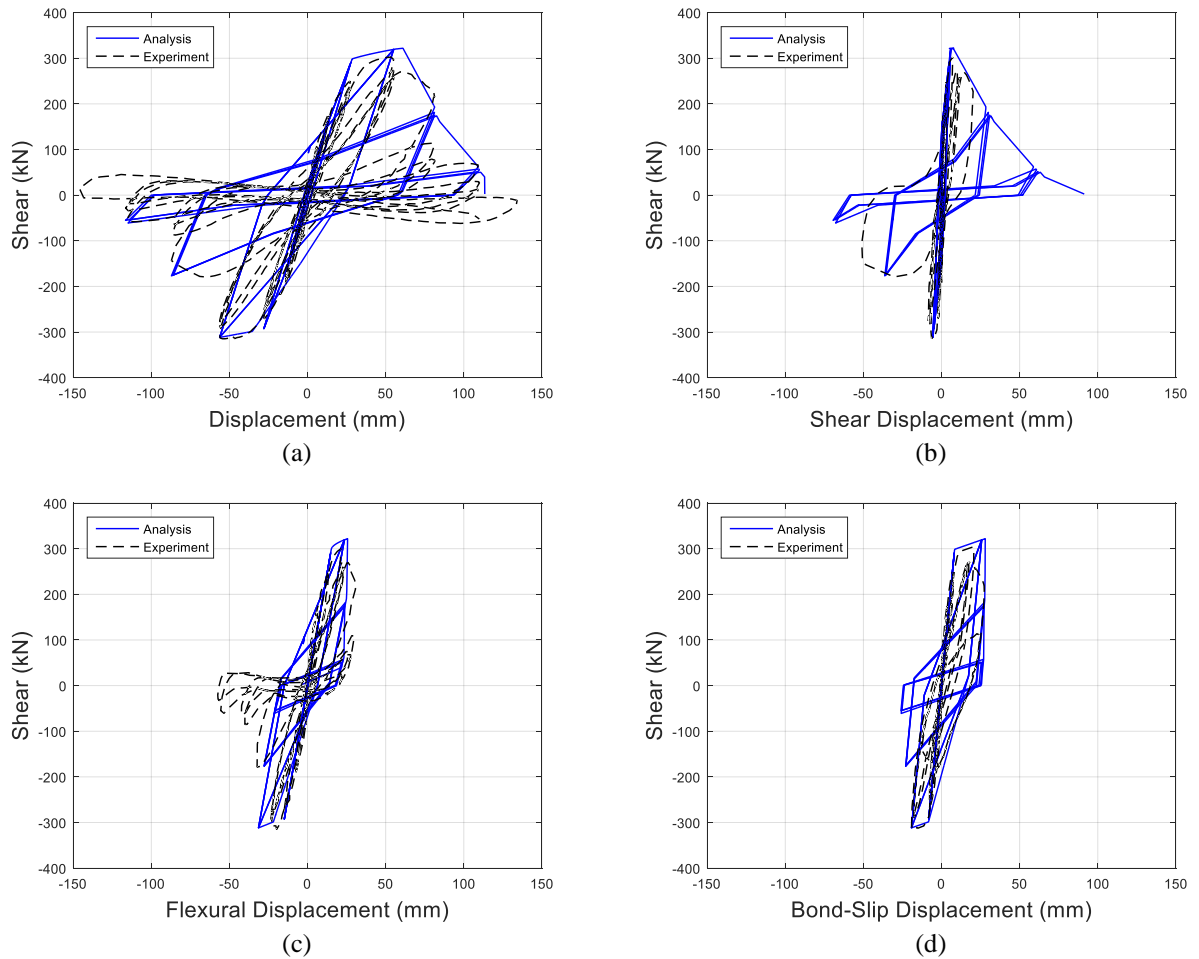 400
300
200
100
0
-100
-200
-300
-400
-150 -100 -50 0 50 100 150
Shear (kN)
Displacement (mm)
Analysis
Experiment
(a)
400
300
200
100
0
-100
-200
-300
-400
-150 -100 -50 0 50 100 150
Shear (kN)
Shear Displacement (mm)
Analysis
Experiment
(b)
400
300
200
100
0
-100
-200
-300
-400
-150 -100 -50 0 50 100 150
Shear (kN)
Flexural Displacement (mm)
Analysis
Experiment
(c)
400
300
200
100
0
-100
-200
-300
-400
-150 -100 -50 0 50 100 150
Shear (kN)
Bond-Slip Displacement (mm)
Analysis
Experiment
(d)